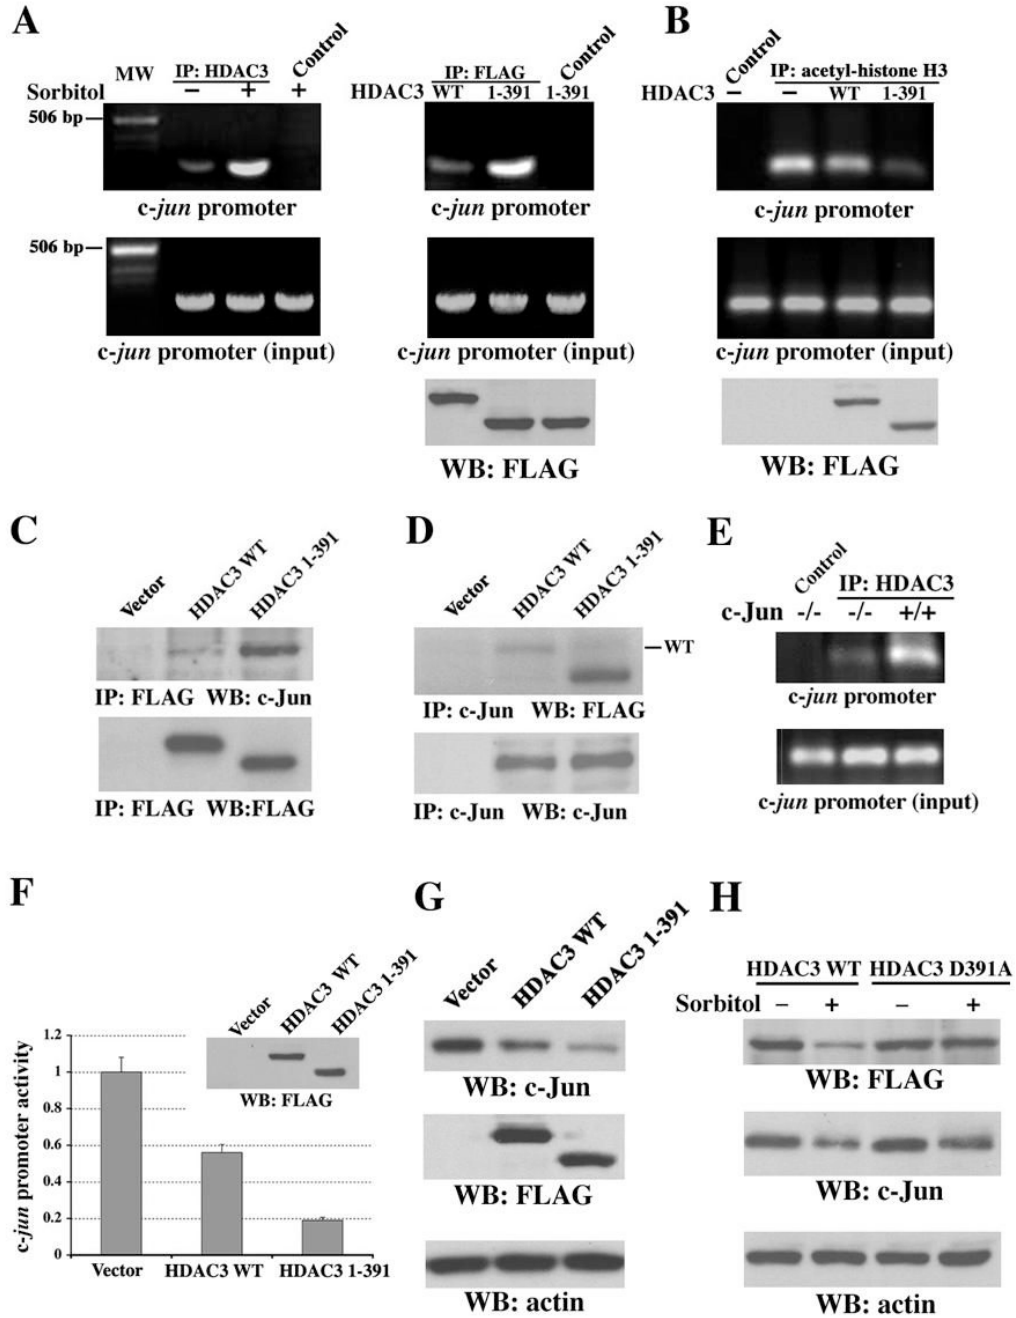 A
B
MW
IP: HDAC3
Control
Sorbitol
− + +
506 bp
c-jun promoter
506 bp
c-jun promoter (input)
IP: FLAG
Control
HDAC3 WT 1-391 1-391
c-jun promoter
c-jun promoter (input)
WB: FLAG
Control
IP: acetyl-histone H3
HDAC3 − − WT 1-391
c-jun promoter
c-jun promoter (input)
WB: FLAG
C
Vector HDAC3 WT HDAC3 1-391
IP: FLAG WB: c-Jun
IP: FLAG WB:FLAG
D
Vector HDAC3 WT HDAC3 1-391
WT
IP: c-Jun WB: FLAG
IP: c-Jun WB: c-Jun
E
Control
IP: HDAC3
c-Jun -/- -/- +/+
c-jun promoter
c-jun promoter (input)
F
Vector HDAC3 WT HDAC3 1-391
WB: FLAG
c-jun promoter activity
1.2
1
0.8
0.6
0.4
0.2
0
Vector HDAC3 WT HDAC3 1-391
G
Vector HDAC3 WT HDAC3 1-391
WB: c-Jun
WB: FLAG
WB: actin
H
HDAC3 WT HDAC3 D391A
Sorbitol − + − +
WB: FLAG
WB: c-Jun
WB: actin